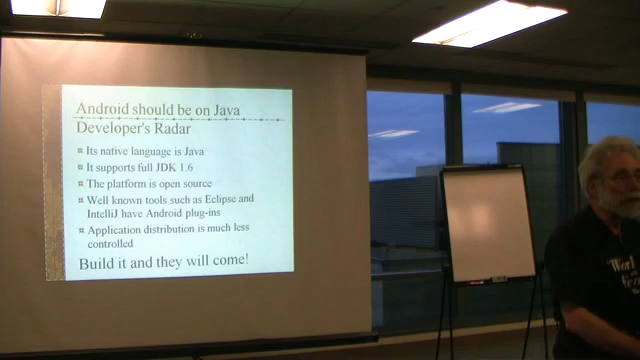 Android should be on Java
Developer's Radar
Its native language is Java
It supports full JDK 1.6
The platform is open source
Well known tools such as Eclipse and
IntelliJ have Android plug-ins
Application distribution is much less
controlled
Build it and they will come!